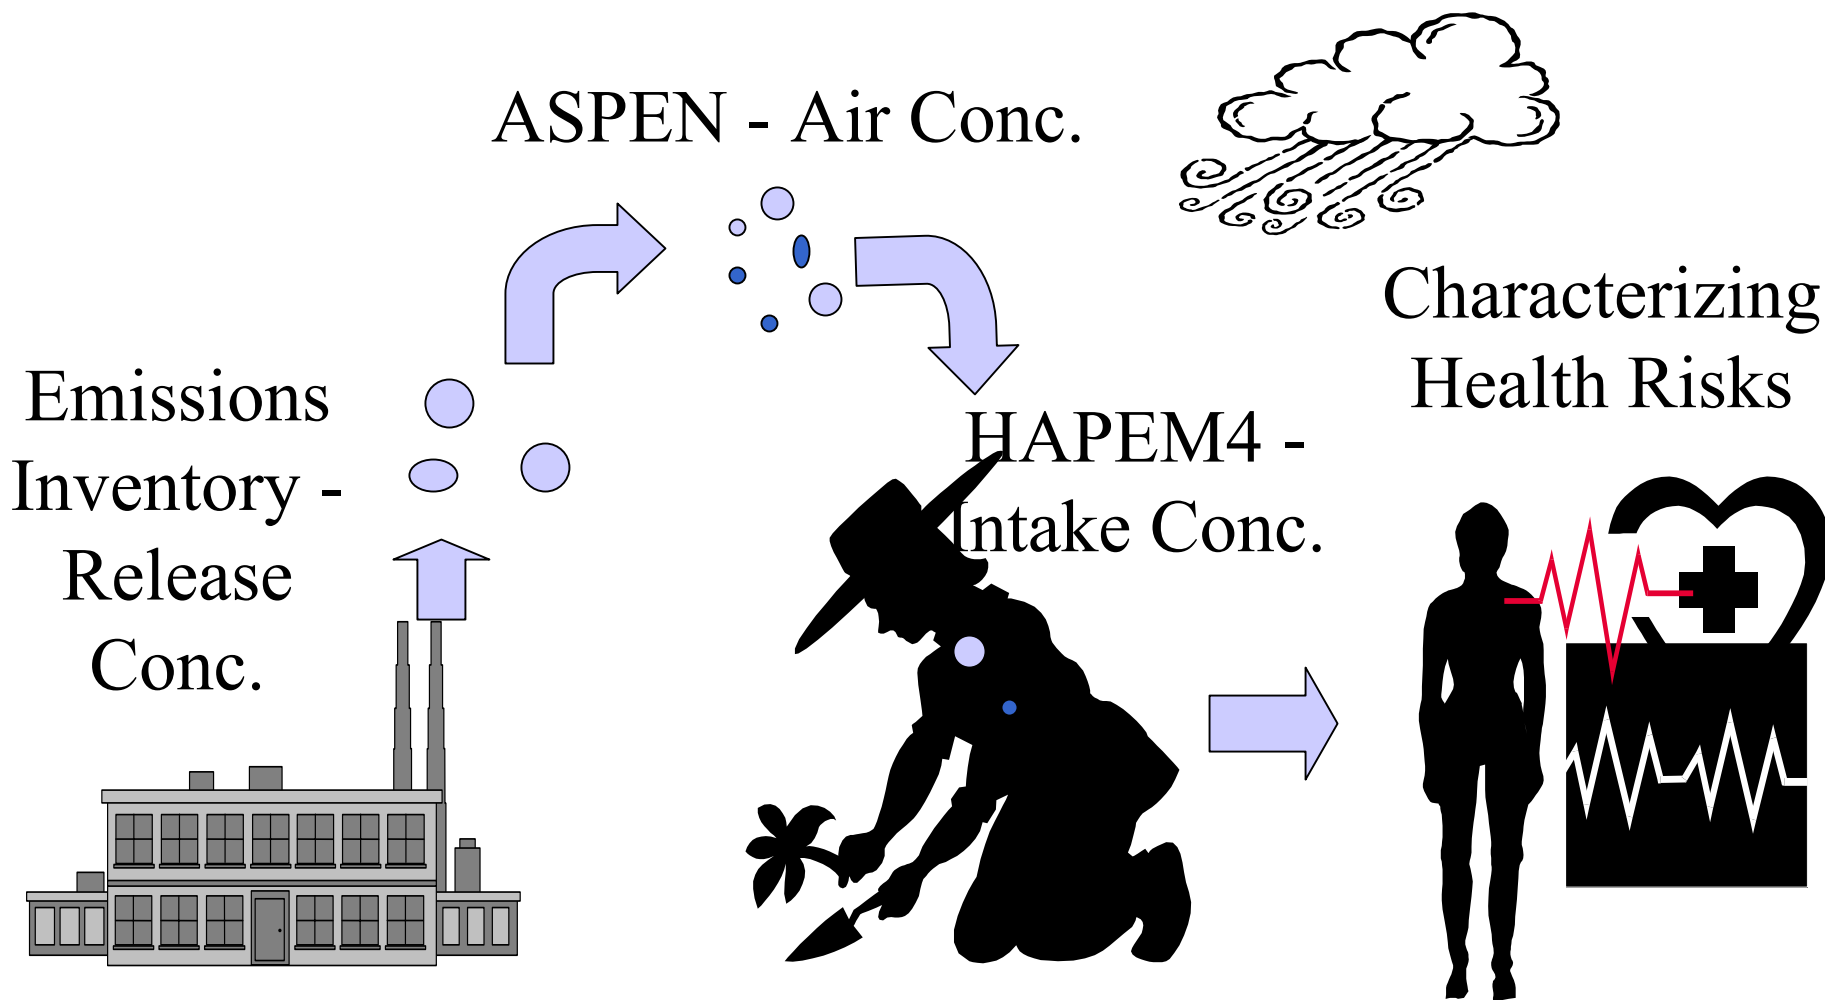 ASPEN - Air Conc.
Emissions
Inventory -
Release
Conc.
HAPEM4 -
Intake Conc.
Characterizing
Health Risks